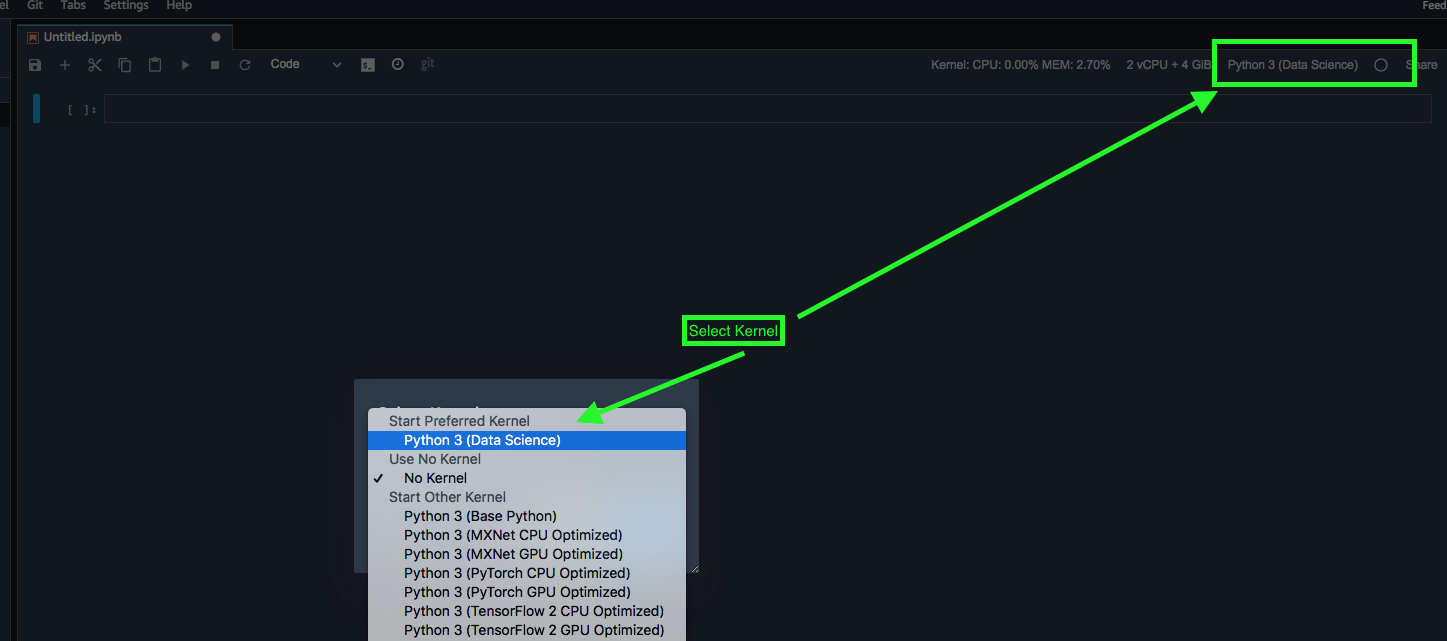 el Git Tabs Settings Help Feed
Untitled.ipynb
Code git Kernel: CPU: 0.00% MEM: 2.70% 2 vCPU + 4 GiB Python 3 (Data Science) Share
[ ]:
Select Kernel
Start Preferred Kernel
Python 3 (Data Science)
Use No Kernel
✓ No Kernel
Start Other Kernel
Python 3 (Base Python)
Python 3 (MXNet CPU Optimized)
Python 3 (MXNet GPU Optimized)
Python 3 (PyTorch CPU Optimized)
Python 3 (PyTorch GPU Optimized)
Python 3 (TensorFlow 2 CPU Optimized)
Python 3 (TensorFlow 2 GPU Optimized)